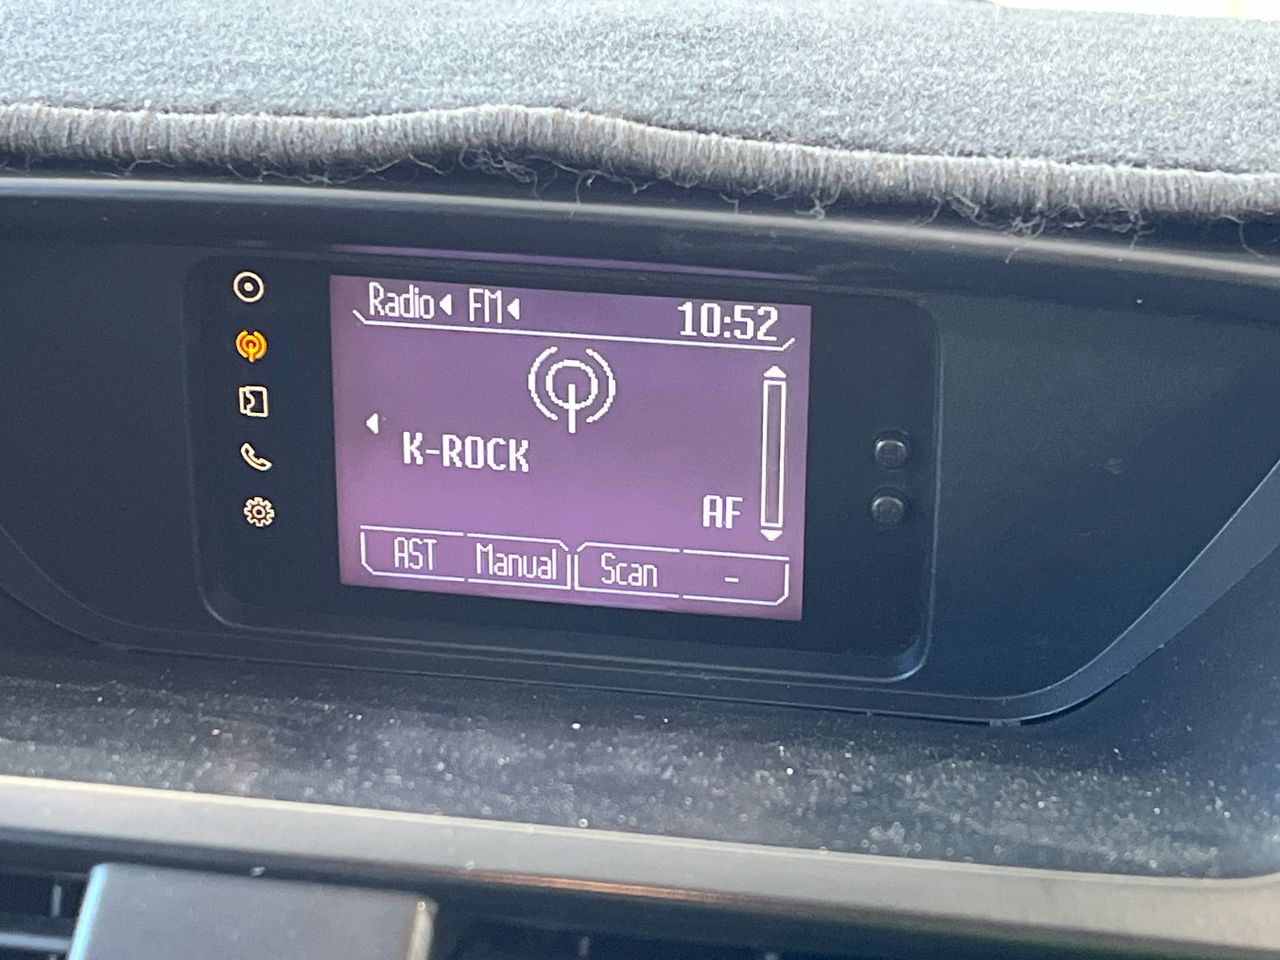 Radio FM 10:52
K-ROCK
AF
AST Manual Scan -